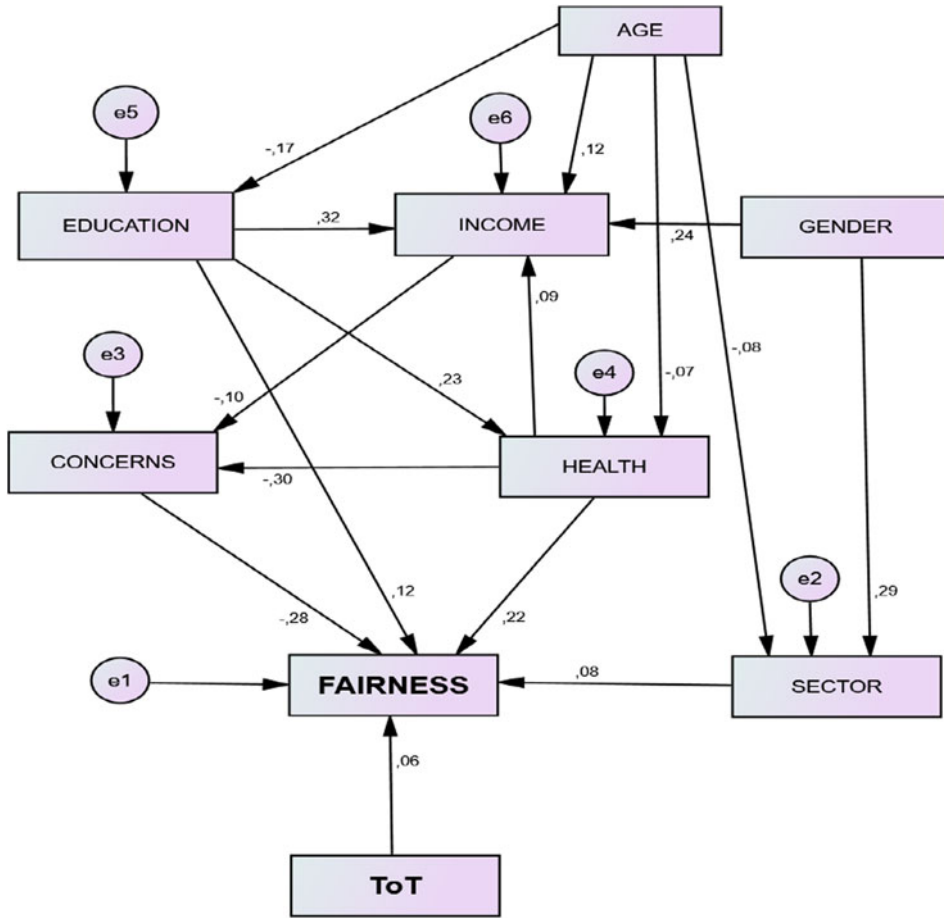 AGE
e5
e6
-,17
,12
EDUCATION
,32
INCOME
,24
GENDER
,09
e3
-,08
e4
-,10
,23
-,07
CONCERNS
-,30
HEALTH
e2
-,28
,12
,22
,29
e1
FAIRNESS
,08
SECTOR
,06
ToT